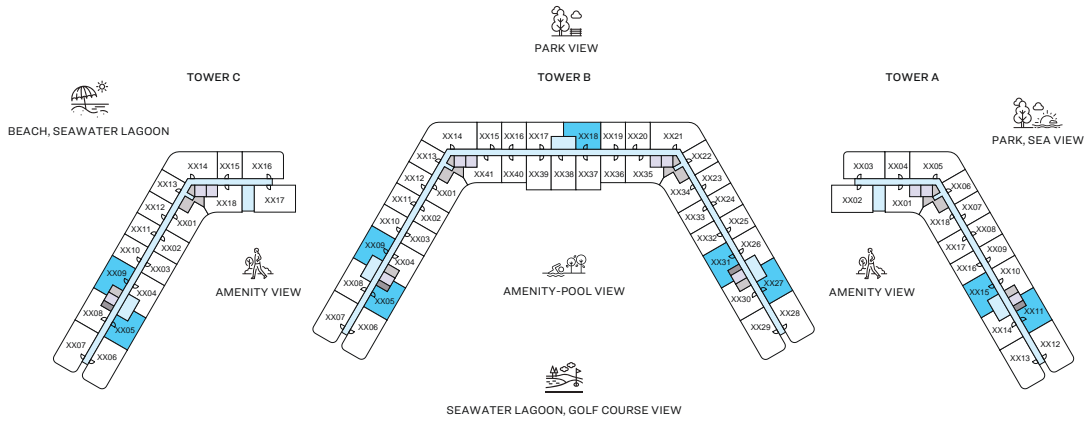 PARK VIEW
TOWER C
TOWER B
TOWER A
BEACH, SEAWATER LAGOON
PARK, SEA VIEW
XX14 XX15 XX16
XX13
XX12
XX11
XX10
XX09
XX08
XX07
XX06
XX05
XX04
XX03
XX02
XX01
XX18
XX17
XX14 XX15 XX16 XX17 XX18 XX19 XX20 XX21
XX13
XX12
XX11
XX10
XX09
XX08
XX07
XX06
XX05
XX04
XX03
XX02
XX01
XX41 XX40 XX39 XX38 XX37 XX36 XX35
XX22
XX23
XX24
XX25
XX26
XX27
XX28
XX29
XX30
XX31
XX32
XX33
XX34
XX03 XX04 XX05
XX02 XX01
XX06
XX07
XX08
XX09
XX10
XX11
XX12
XX13
XX14
XX15
XX16
XX17
XX18
AMENITY VIEW
AMENITY-POOL VIEW
AMENITY VIEW
SEAWATER LAGOON, GOLF COURSE VIEW